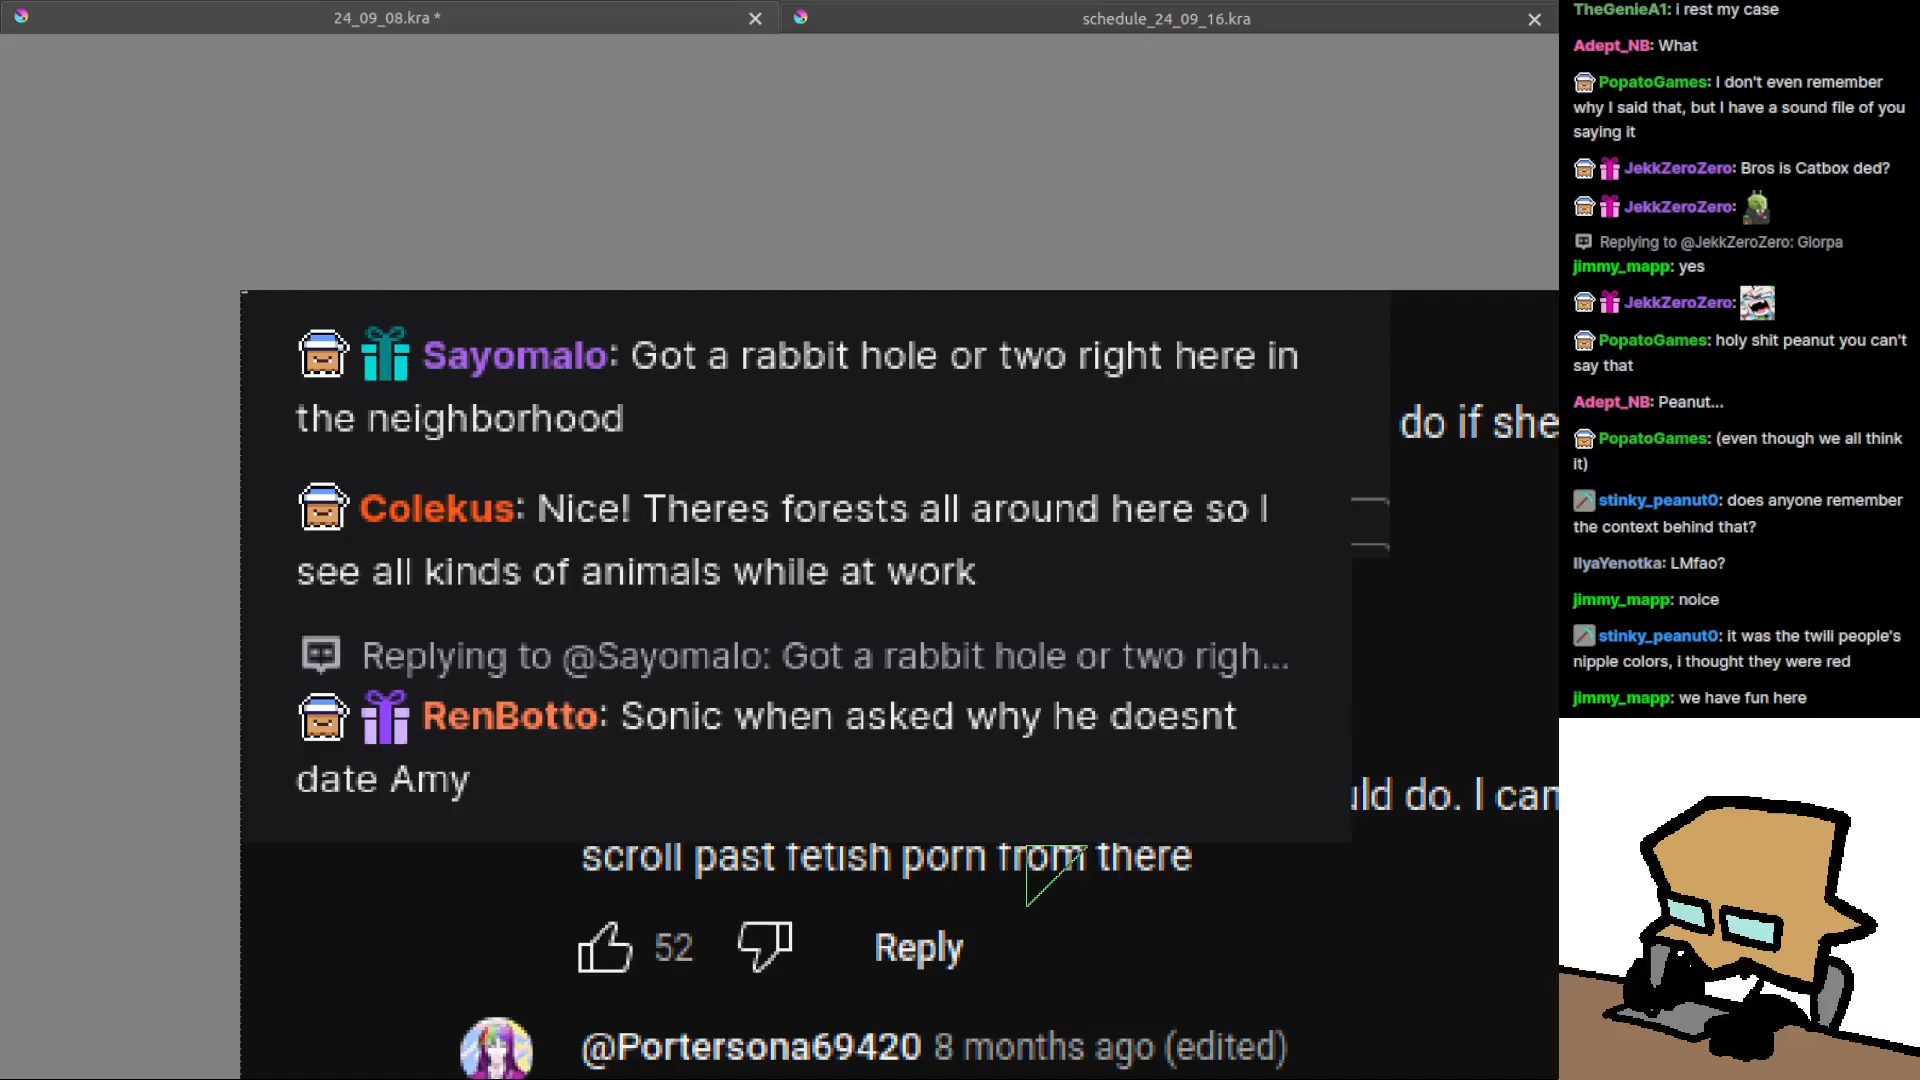 24_09_08.kra *
schedule_24_09_16.kra
Sayomalo: Got a rabbit hole or two right here in
the neighborhood
Colekus: Nice! Theres forests all around here so I
see all kinds of animals while at work
Replying to @Sayomalo: Got a rabbit hole or two righ...
RenBotto: Sonic when asked why he doesnt
date Amy
do if she
uld do. I can
scroll past fetish porn from there
52
Reply
@Portersona69420 8 months ago (edited)
TheGenieA1: i rest my case
Adept_NB: What
PopatoGames: I don't even remember
why I said that, but I have a sound file of you
saying it
JekkZeroZero: Bros is Catbox ded?
JekkZeroZero:
Replying to @JekkZeroZero: Glorpa
jimmy_mapp: yes
JekkZeroZero:
PopatoGames: holy shit peanut you can't
say that
Adept_NB: Peanut...
PopatoGames: (even though we all think
it)
stinky_peanut0: does anyone remember
the context behind that?
IlyaYenotka: LMfao?
jimmy_mapp: noice
stinky_peanut0: it was the twili people's
nipple colors, i thought they were red
jimmy_mapp: we have fun here